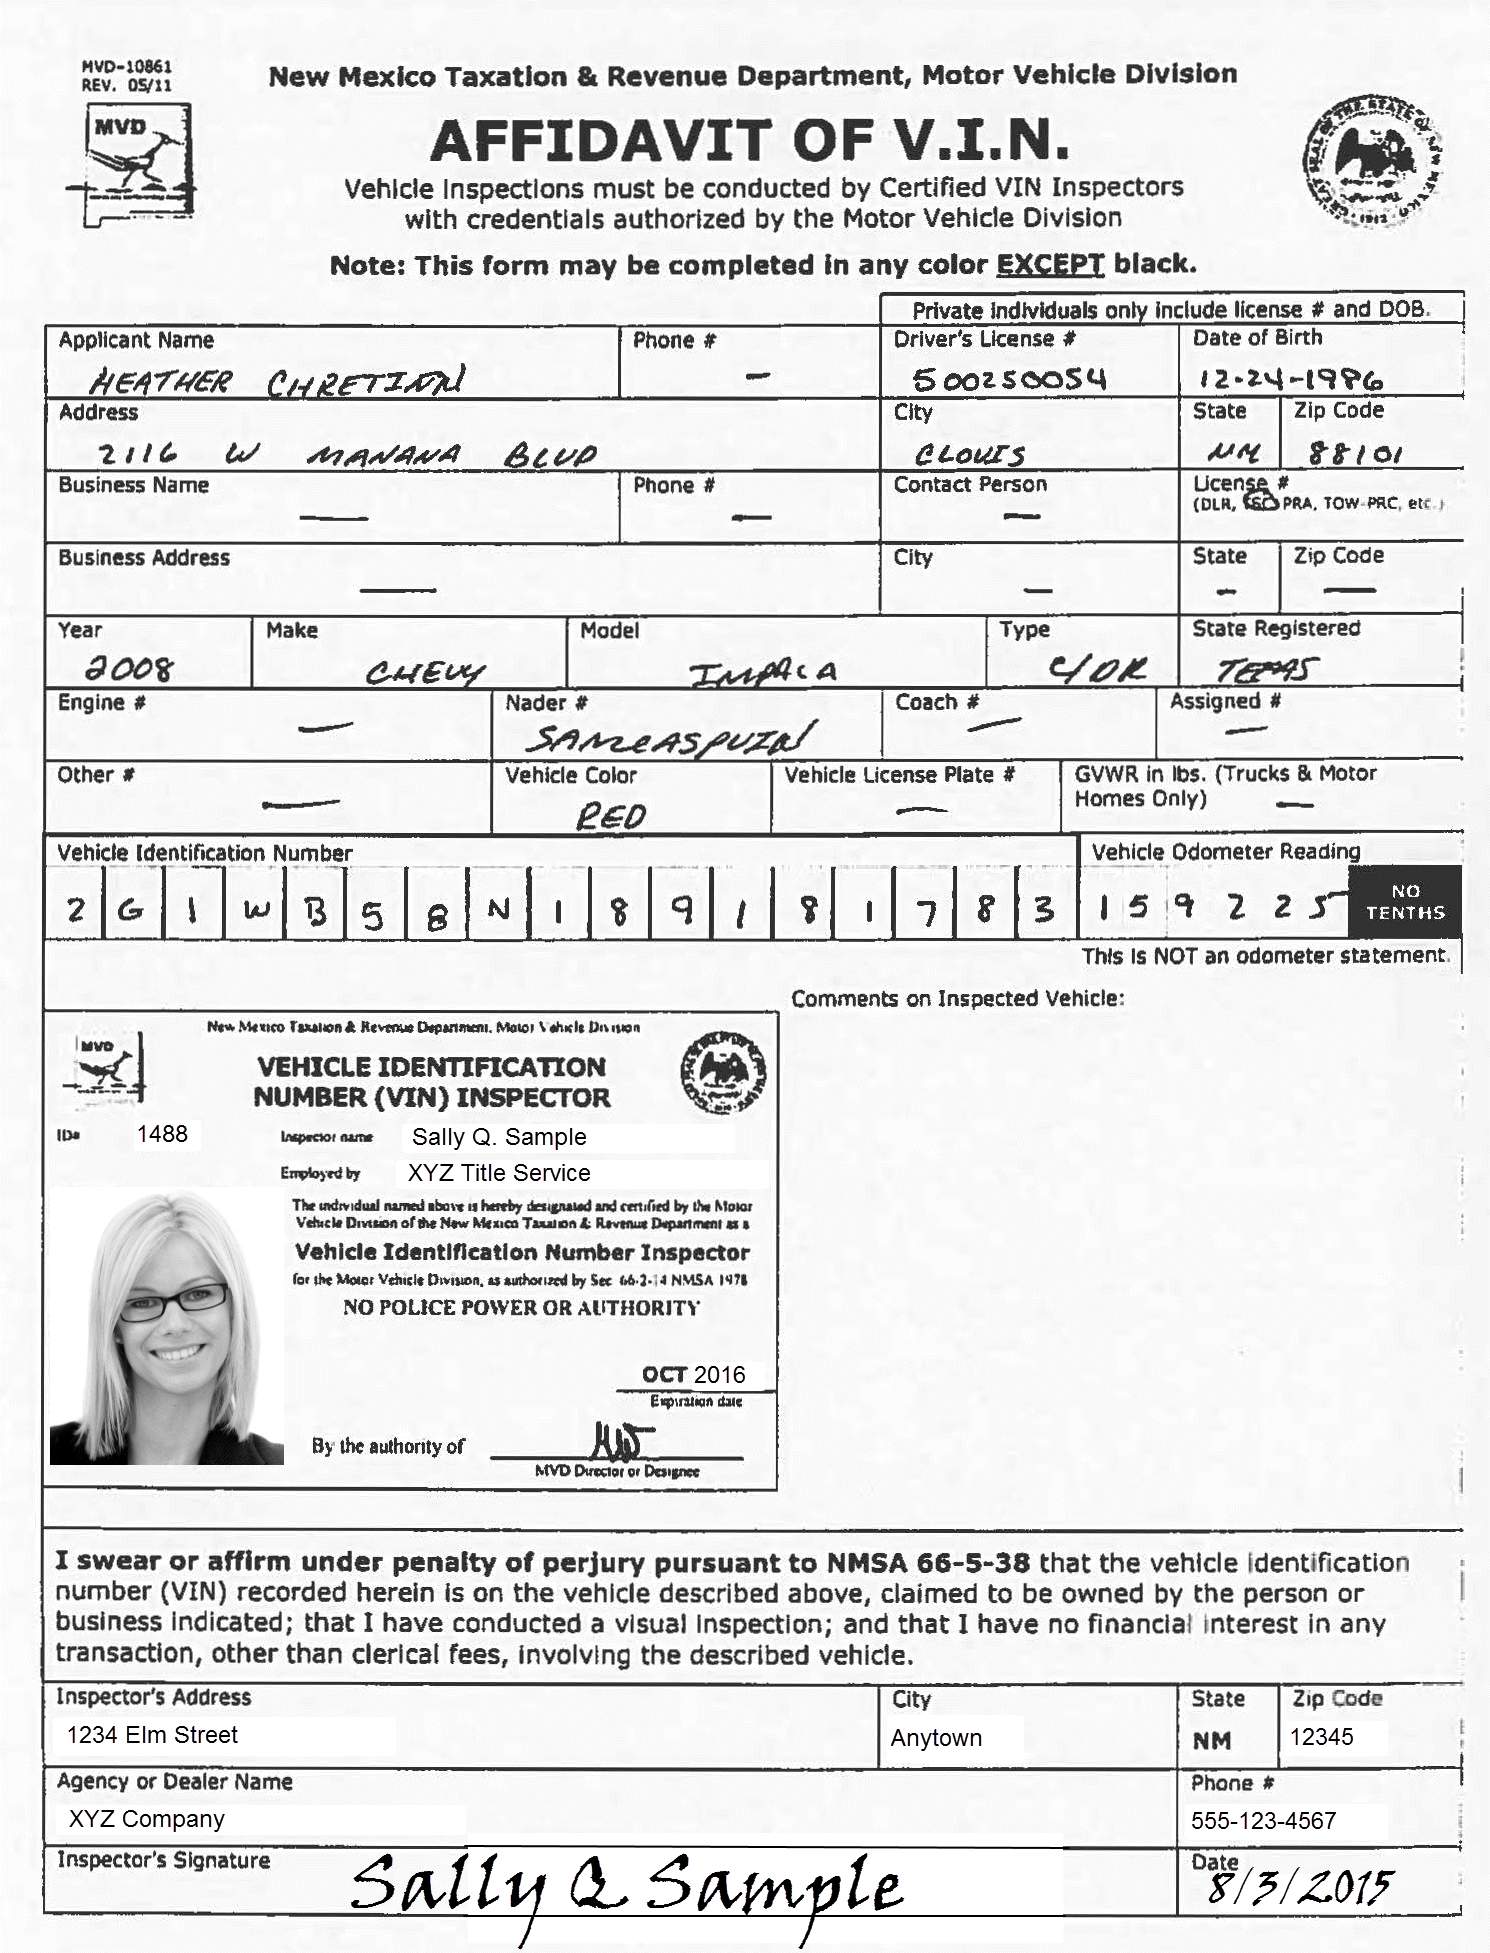 MVD-10861
REV. 05/11
New Mexico Taxation & Revenue Department, Motor Vehicle Division
MVD
AFFIDAVIT OF V.I.N.
Vehicle Inspections must be conducted by Certified VIN Inspectors
with credentials authorized by the Motor Vehicle Division
Note: This form may be completed in any color EXCEPT black.
Private individuals only include license # and DOB.
Applicant Name Phone # Driver's License # Date of Birth
HEATHER — 500250054 12-24-1986
Address City State Zip Code
2116 W MANANA BLVD CLOVIS NM 88101
Business Name Phone # Contact Person License #
(DLR, PRA, TOW-PRC, etc.)
— — —
Business Address City State Zip Code
— — — —
Year Make Model Type State Registered
2008 CHEVY IMPALA 4/DR TEXAS
Engine # Nader # Coach # Assigned #
— SAME AS PVIN — —
Other # Vehicle Color Vehicle License Plate # GVWR in lbs. (Trucks & Motor
Homes Only) —
— RED —
Vehicle Identification Number Vehicle Odometer Reading
2 G 1 W B 5 8 N 1 8 9 1 8 1 7 8 3 159225 NO
TENTHS
This is NOT an odometer statement.
Comments on Inspected Vehicle:
New Mexico Taxation & Revenue Department, Motor Vehicle Division
MVD
VEHICLE IDENTIFICATION
NUMBER (VIN) INSPECTOR
ID# 1488 Inspector name Sally Q. Sample
Employed by XYZ Title Service
The individual named above is hereby designated and certified by the Motor
Vehicle Division of the New Mexico Taxation & Revenue Department as a
Vehicle Identification Number Inspector
for the Motor Vehicle Division, as authorized by Sec 66-2-14 NMSA 1978
NO POLICE POWER OR AUTHORITY
OCT 2016
Expiration date
By the authority of
MVD Director or Designee
I swear or affirm under penalty of perjury pursuant to NMSA 66-5-38 that the vehicle identification
number (VIN) recorded herein is on the vehicle described above, claimed to be owned by the person or
business indicated; that I have conducted a visual inspection; and that I have no financial interest in any
transaction, other than clerical fees, involving the described vehicle.
Inspector's Address City State Zip Code
1234 Elm Street Anytown NM 12345
Agency or Dealer Name Phone #
XYZ Company 555-123-4567
Inspector's Signature Date
Sally Q Sample 8/3/2015